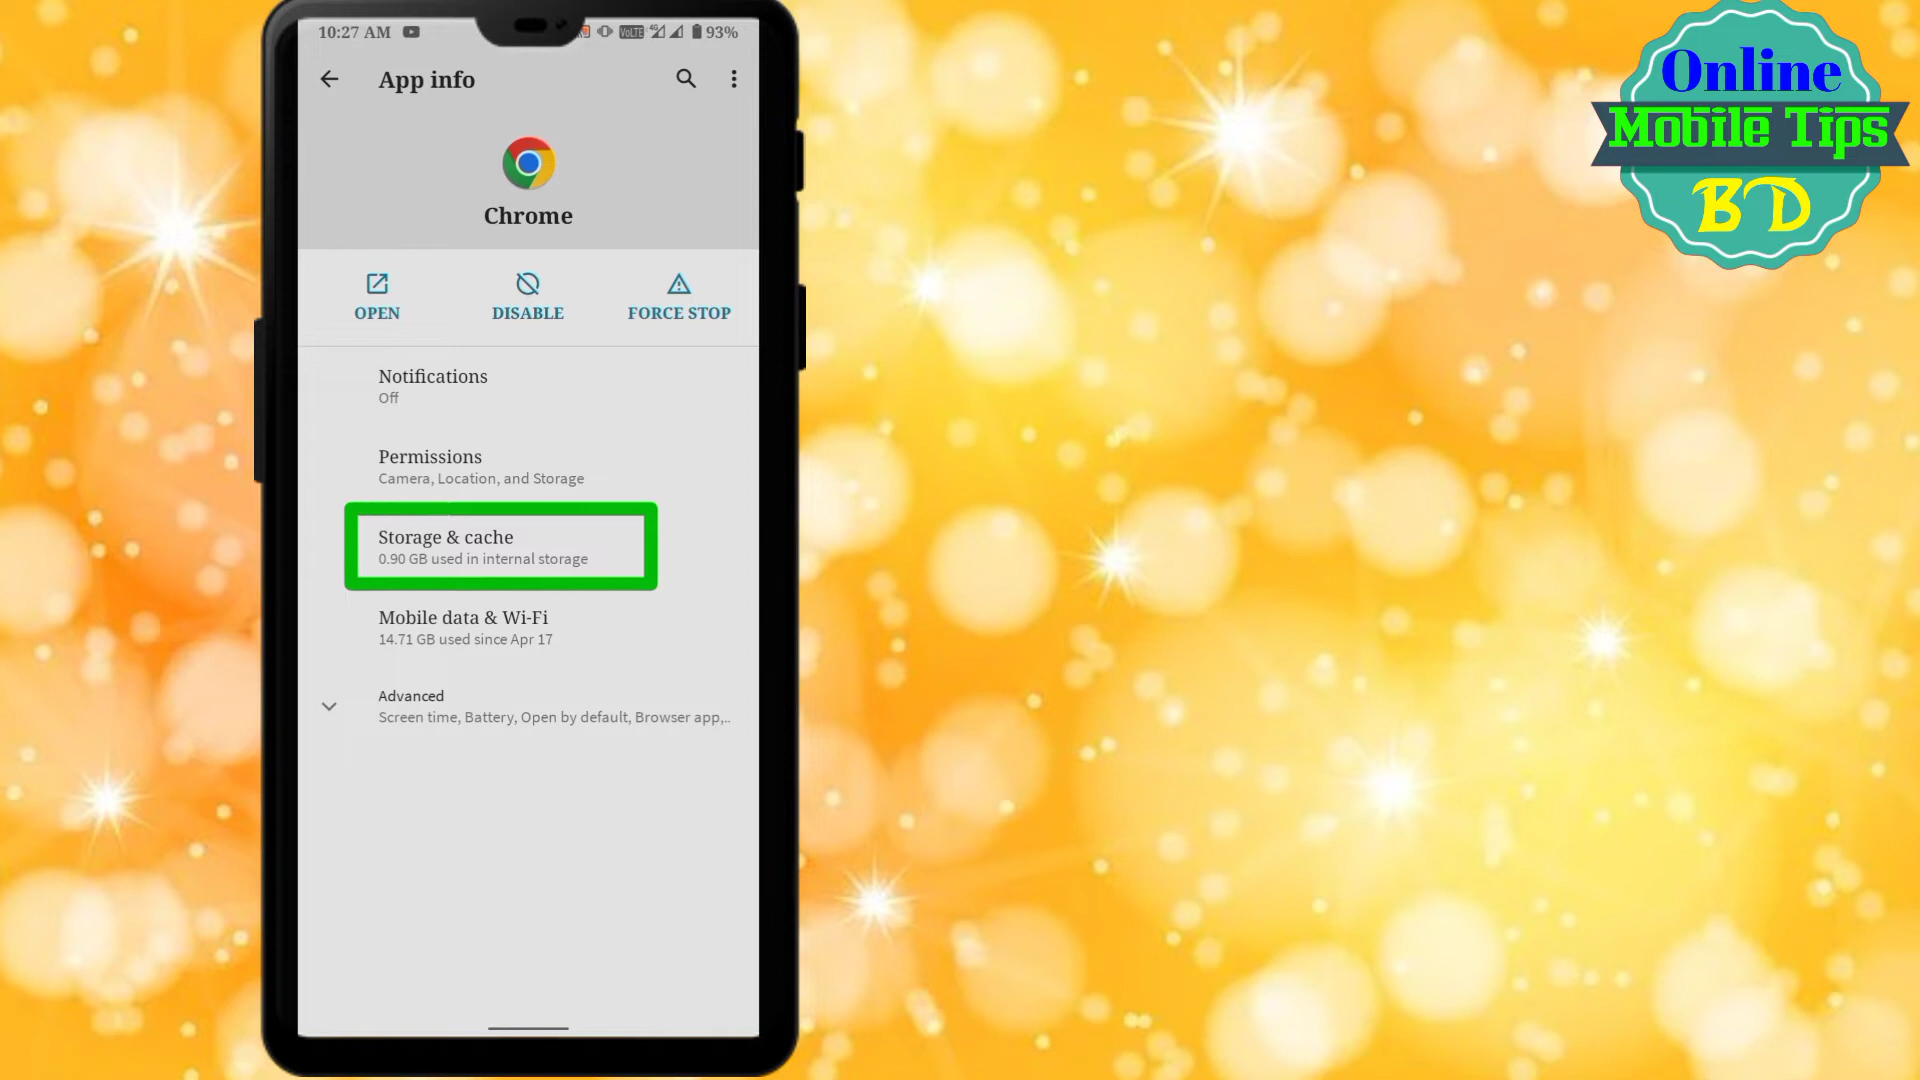 10:27 AM
VoLTE 4G 93%
App info
Chrome
OPEN
DISABLE
FORCE STOP
Notifications
Off
Permissions
Camera, Location, and Storage
Storage & cache
0.90 GB used in internal storage
Mobile data & Wi-Fi
14.71 GB used since Apr 17
Advanced
Screen time, Battery, Open by default, Browser app,..
Online
Mobile Tips
BD